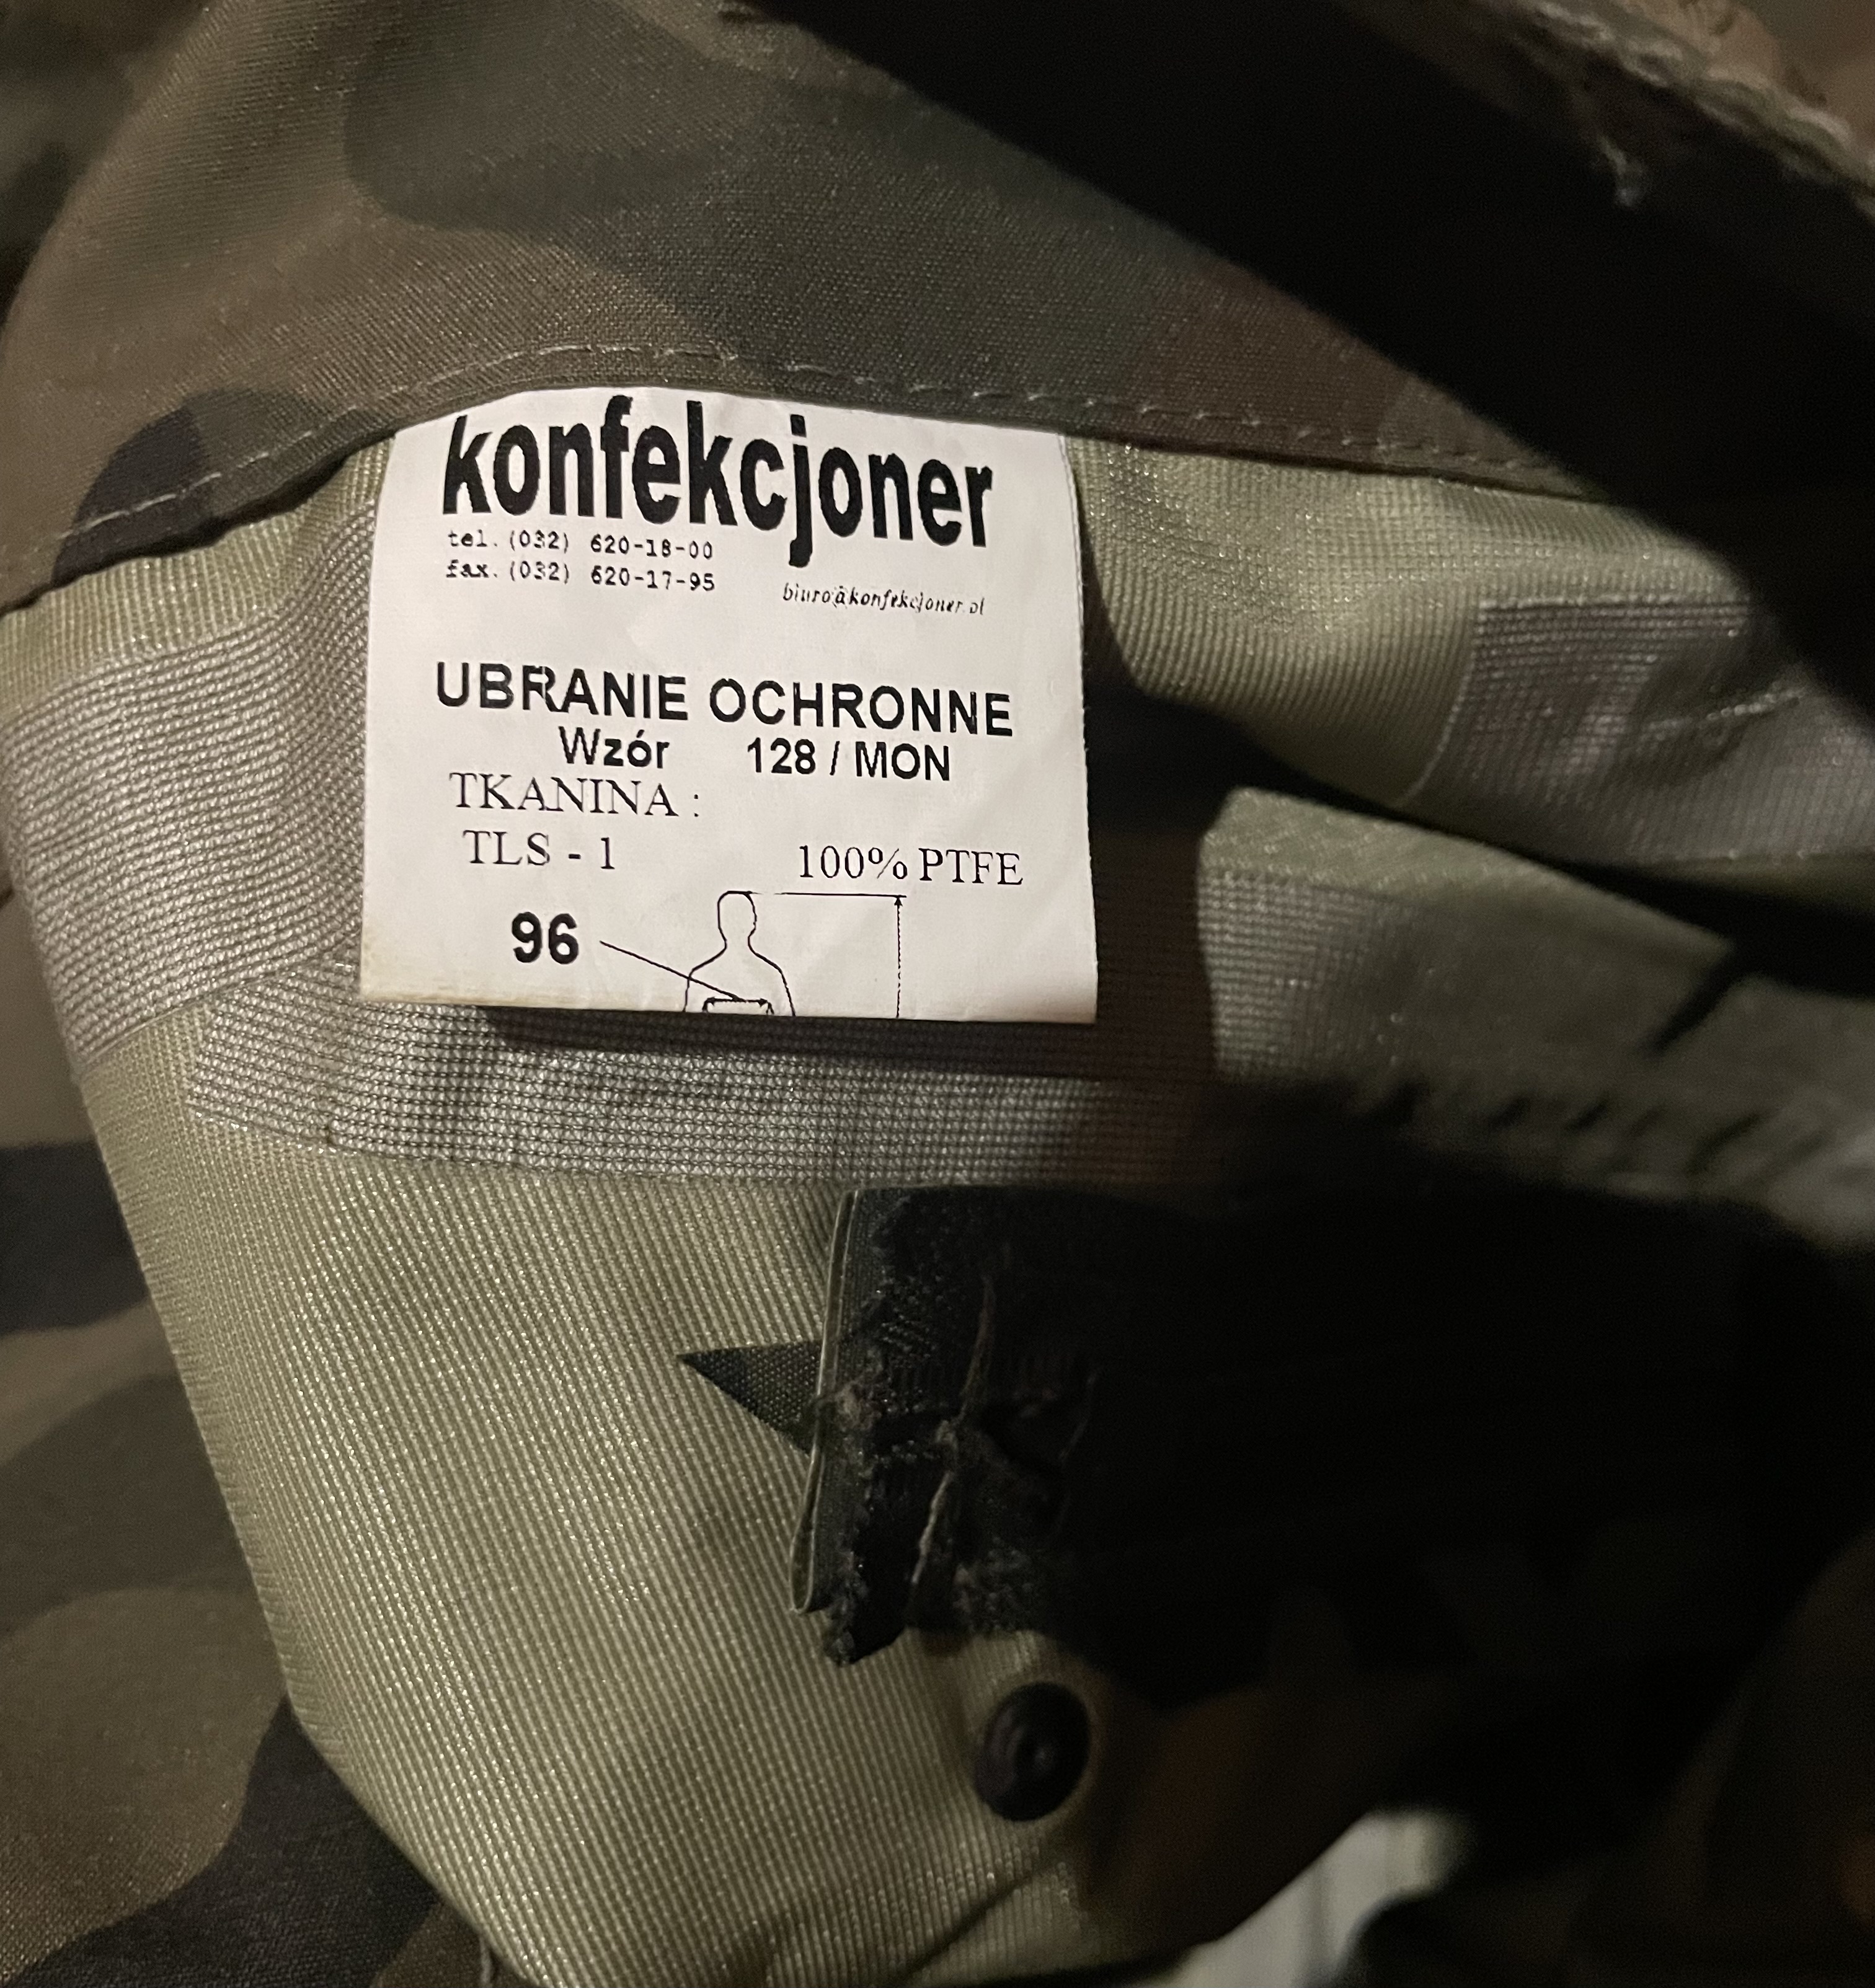 konfekcjoner
tel. (032) 620-18-00
fax. (032) 620-17-95
biuro@konfekcjoner.pl
UBRANIE OCHRONNE
Wzór 128 / MON
TKANINA :
TLS - 1 100% PTFE
96